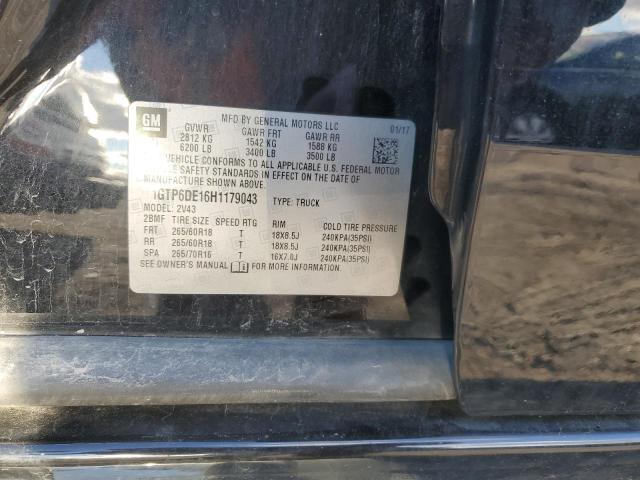 GM
MFD BY GENERAL MOTORS LLC 01/17
GVWR GAWR FRT GAWR RR
2812 KG 1542 KG 1588 KG
6200 LB 3400 LB 3500 LB
VEHICLE CONFORMS TO ALL APPLICABLE U.S. FEDERAL MOTOR
SAFETY STANDARDS IN EFFECT ON THE DATE OF
MANUFACTURE SHOWN ABOVE.
1GTP6DE16H1179043 TYPE: TRUCK
MODEL: 2V43
2BMF TIRE SIZE SPEED RTG RIM COLD TIRE PRESSURE
FRT 265/60R18 T 18X8.5J 240KPA(35PSI)
RR 265/60R18 T 18X8.5J 240KPA(35PSI)
SPA 265/70R16 T 16X7.0J 240KPA(35PSI)
SEE OWNER'S MANUAL FOR MORE INFORMATION.